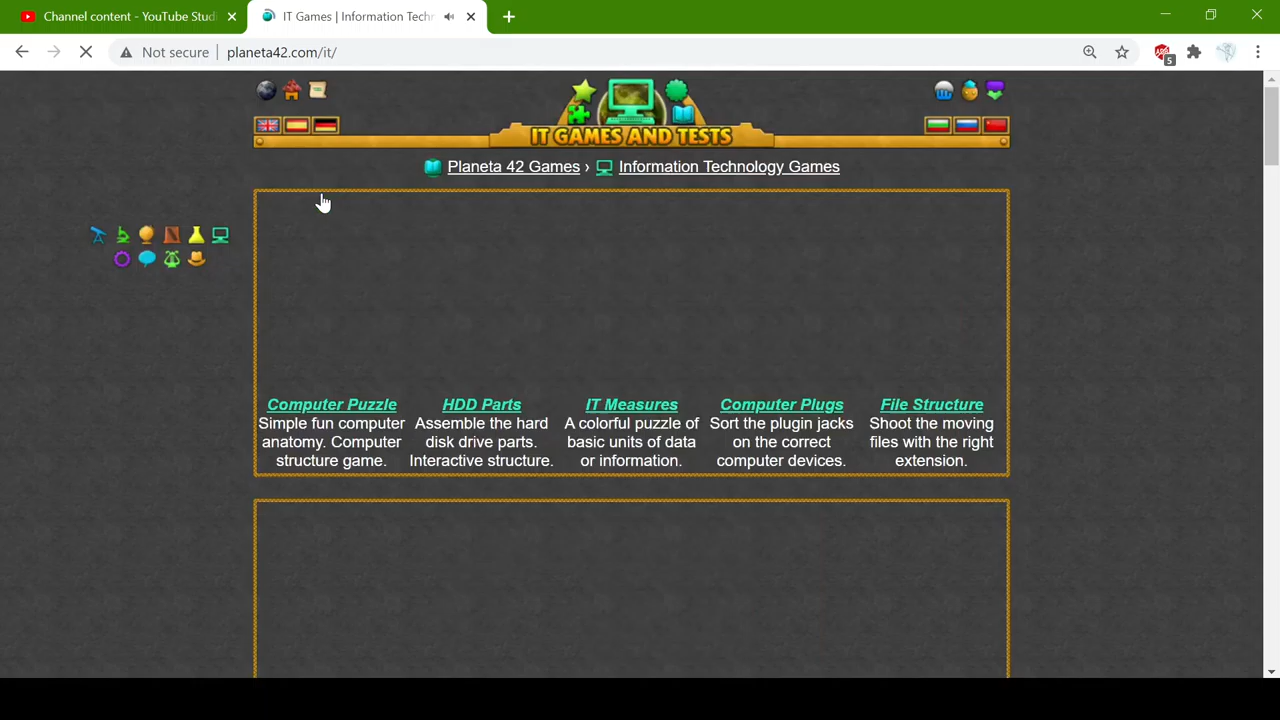 Channel content - YouTube Studi
IT Games | Information Techn
Not secure
planeta42.com/it/
5
IT GAMES AND TESTS
Planeta 42 Games › Information Technology Games
Computer Puzzle
Simple fun computer
anatomy. Computer
structure game.
HDD Parts
Assemble the hard
disk drive parts.
Interactive structure.
IT Measures
A colorful puzzle of
basic units of data
or information.
Computer Plugs
Sort the plugin jacks
on the correct
computer devices.
File Structure
Shoot the moving
files with the right
extension.